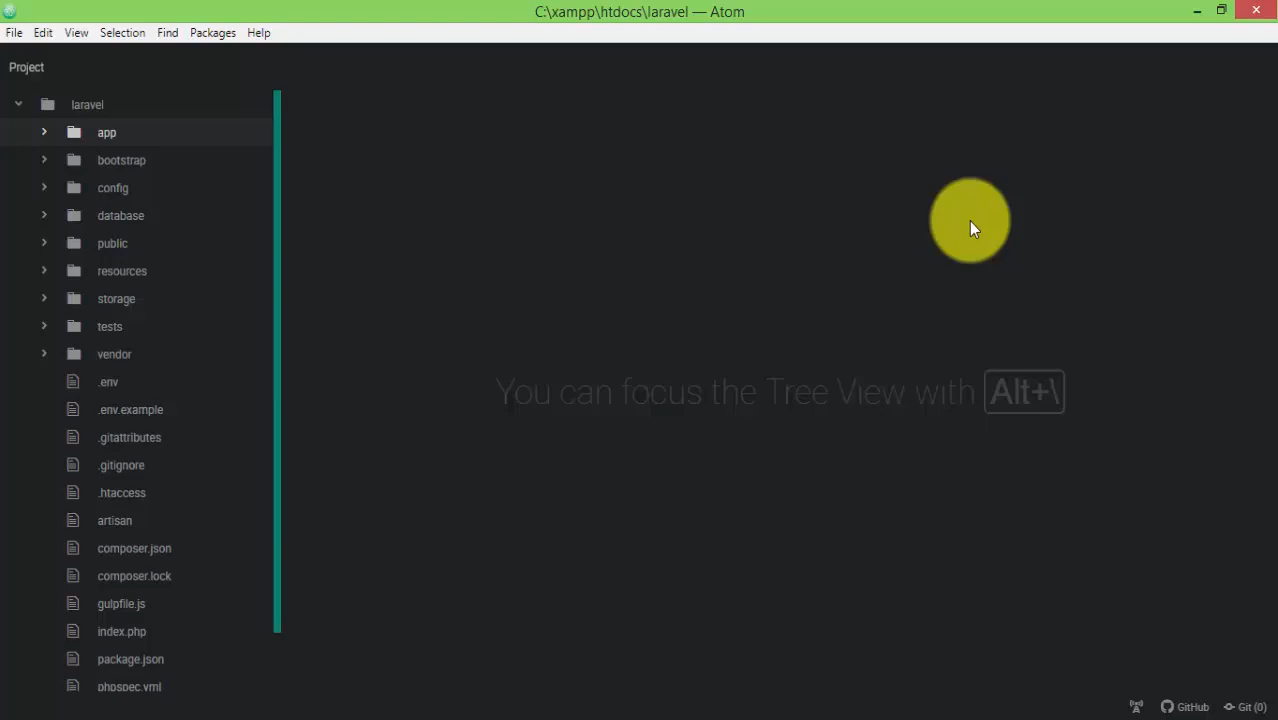 C:\xampp\htdocs\laravel — Atom
File Edit View Selection Find Packages Help
Project
laravel
app
bootstrap
config
database
public
resources
storage
tests
vendor
.env
.env.example
.gitattributes
.gitignore
.htaccess
artisan
composer.json
composer.lock
gulpfile.js
index.php
package.json
phpspec.yml
You can focus the Tree View with Alt+\
GitHub Git (0)